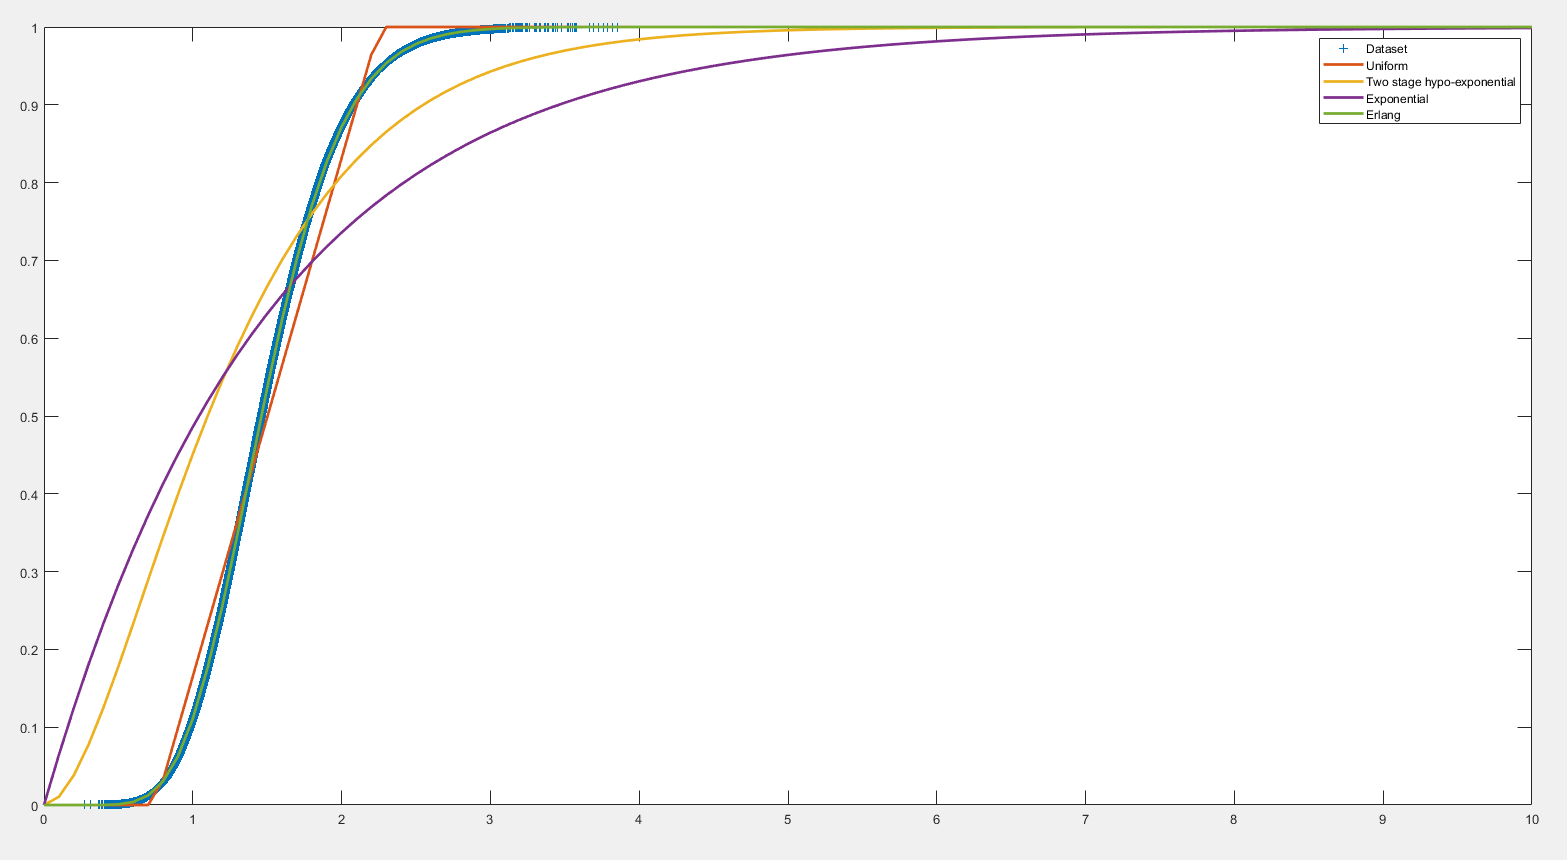 1
0.9
0.8
0.7
0.6
0.5
0.4
0.3
0.2
0.1
0
0 1 2 3 4 5 6 7 8 9 10
Dataset
Uniform
Two stage hypo-exponential
Exponential
Erlang